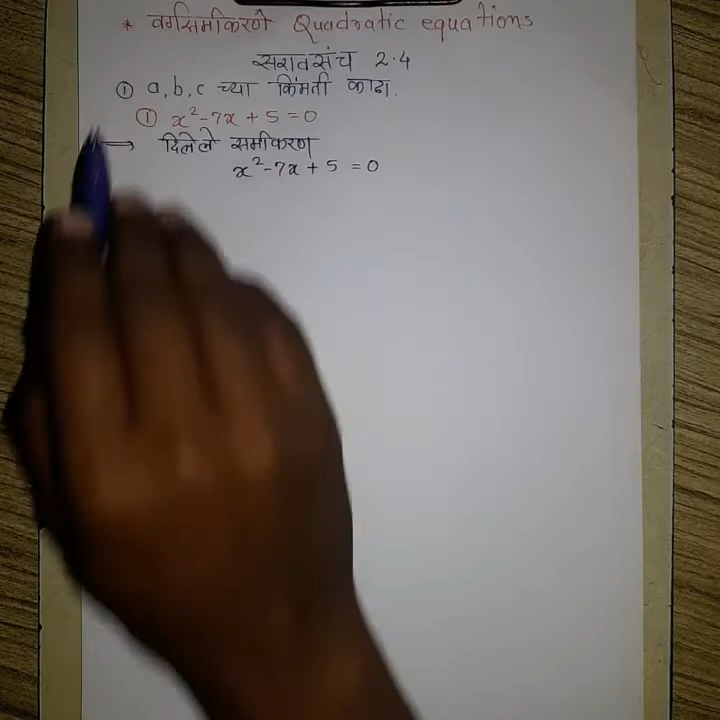 * वर्गसमीकरणे Quadratic equations
सरावसंच 2.4
① a, b, c च्या किंमती काढा.
① x²-7x + 5 = 0
→ दिलेले समीकरण
x²-7x + 5 = 0